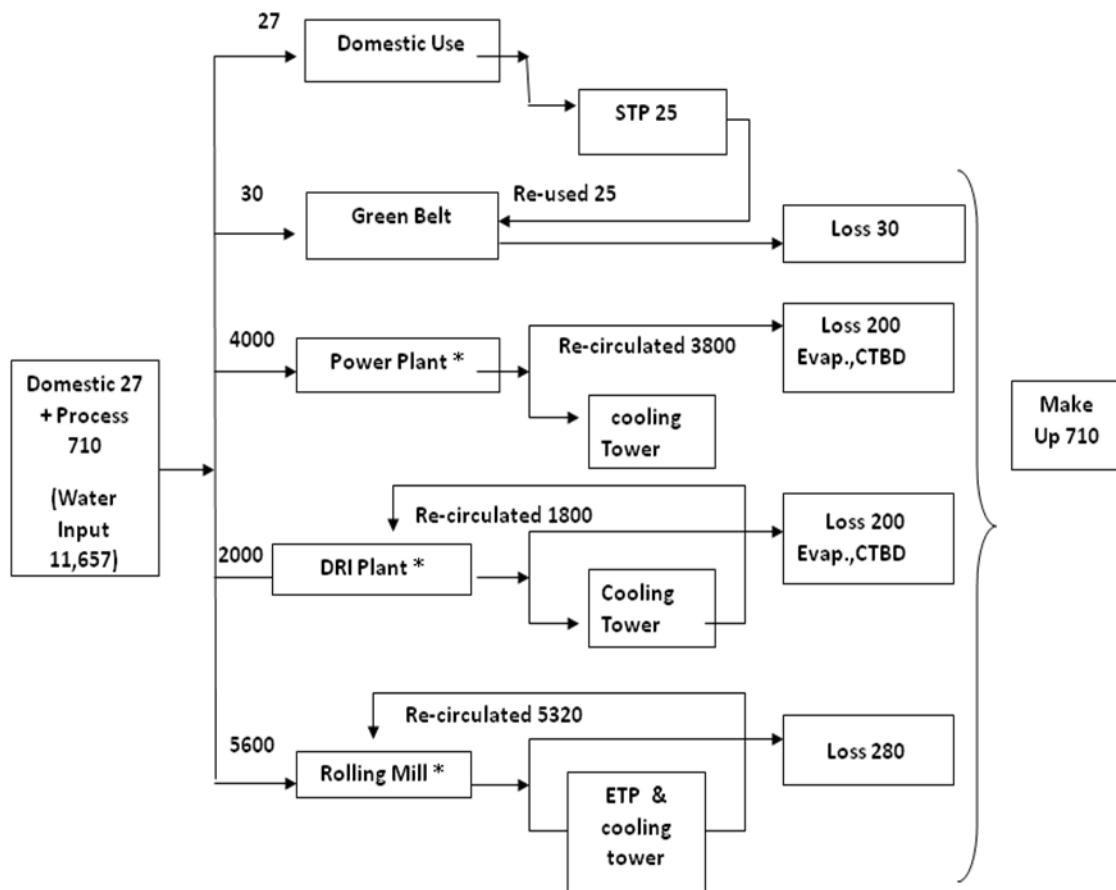 27
Domestic Use
STP 25
30
Green Belt
Re-used 25
Loss 30
4000
Power Plant *
Re-circulated 3800
Loss 200
Evap.,CTBD
cooling
Tower
Domestic 27
+ Process
710
(Water
Input
11,657)
Make
Up 710
2000
DRI Plant *
Re-circulated 1800
Loss 200
Evap.,CTBD
Cooling
Tower
5600
Rolling Mill *
Re-circulated 5320
Loss 280
ETP &
cooling
tower